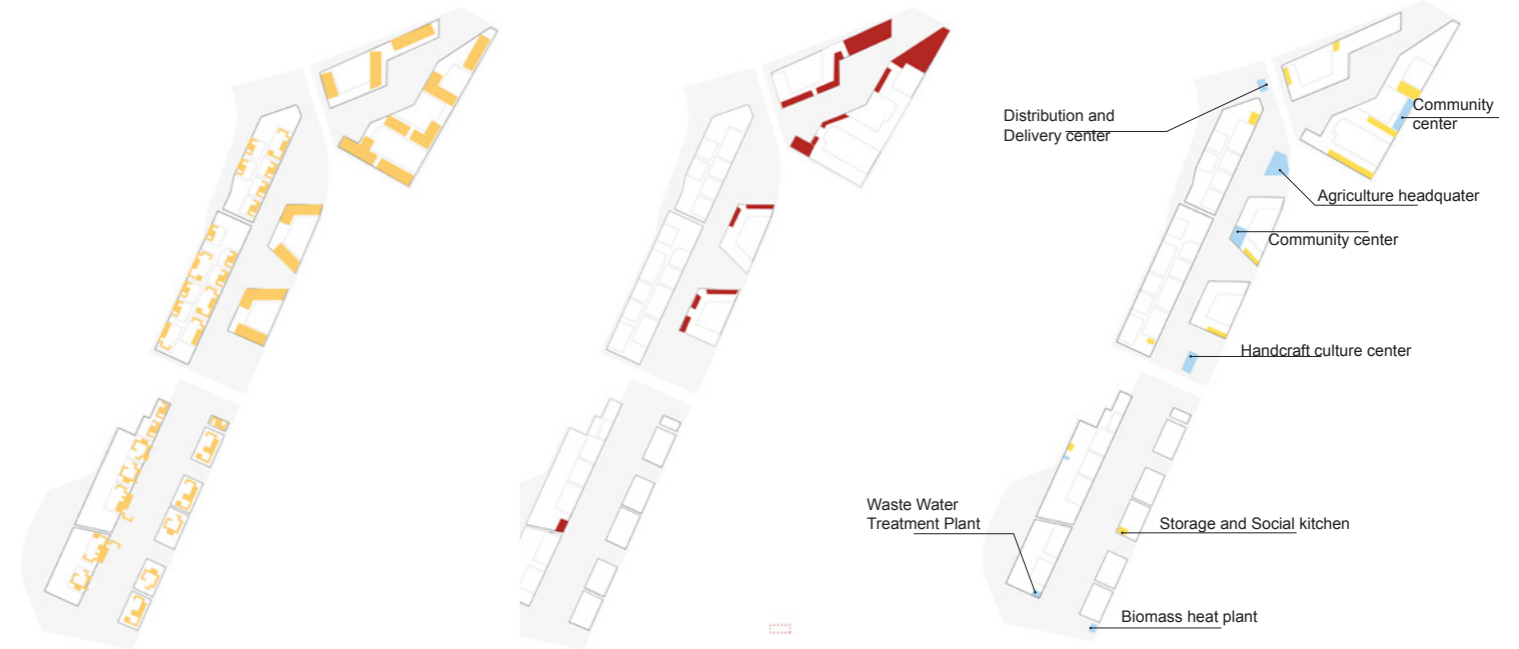 Distribution and
Delivery center
Community
center
Agriculture headquater
Community center
Handcraft culture center
Waste Water
Treatment Plant
Storage and Social kitchen
Biomass heat plant